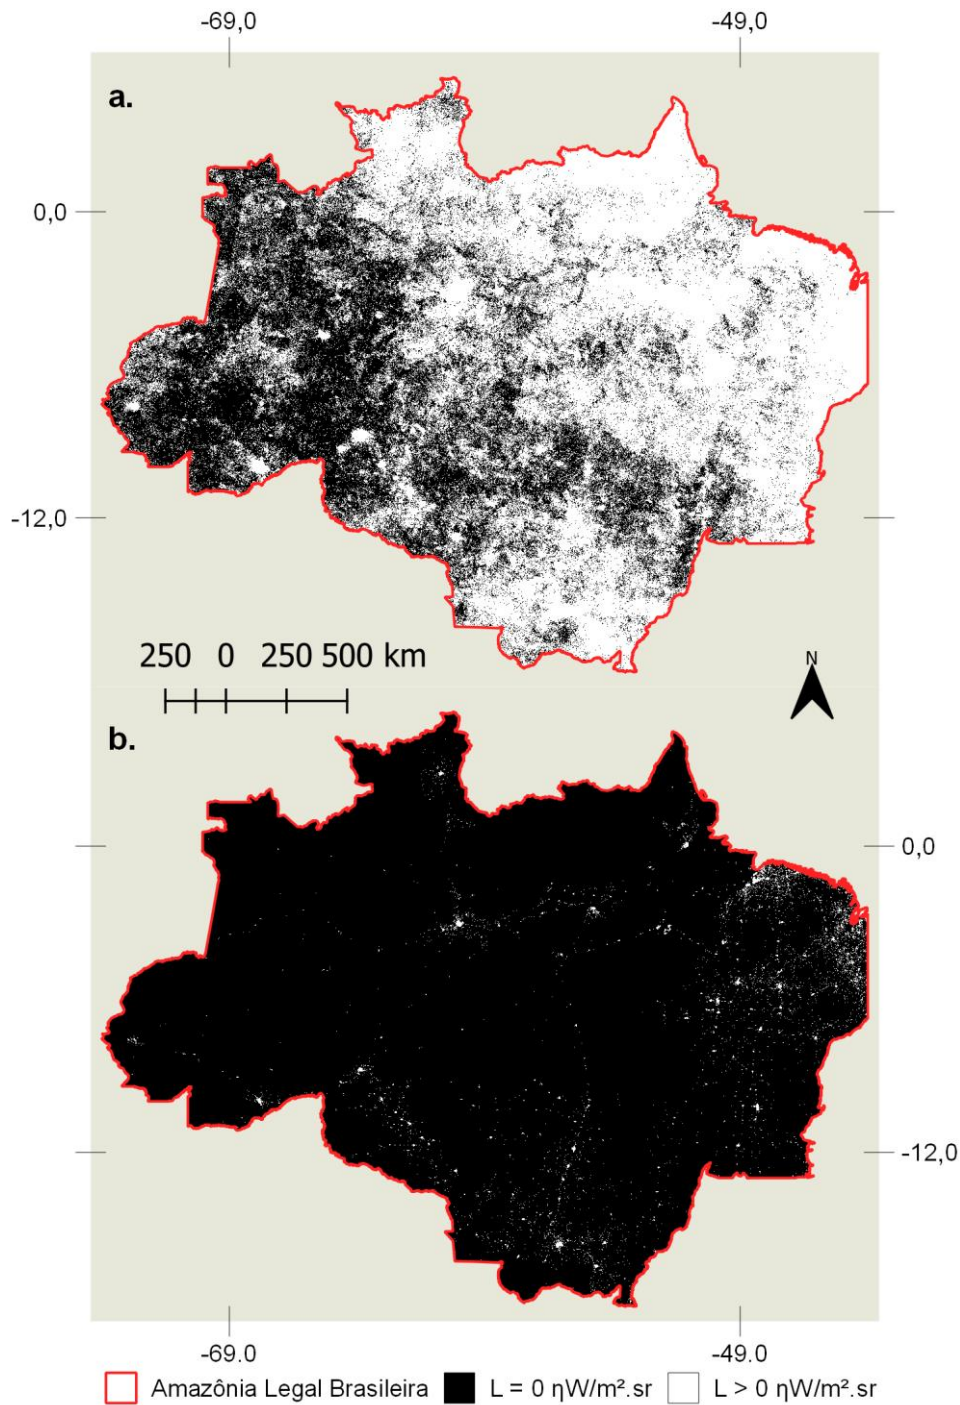 -69,0 -49,0
a.
0,0
-12,0
250 0 250 500 km
N
b.
0,0
-12,0
-69.0 -49.0
Amazônia Legal Brasileira L = 0 ηW/m².sr L > 0 ηW/m².sr